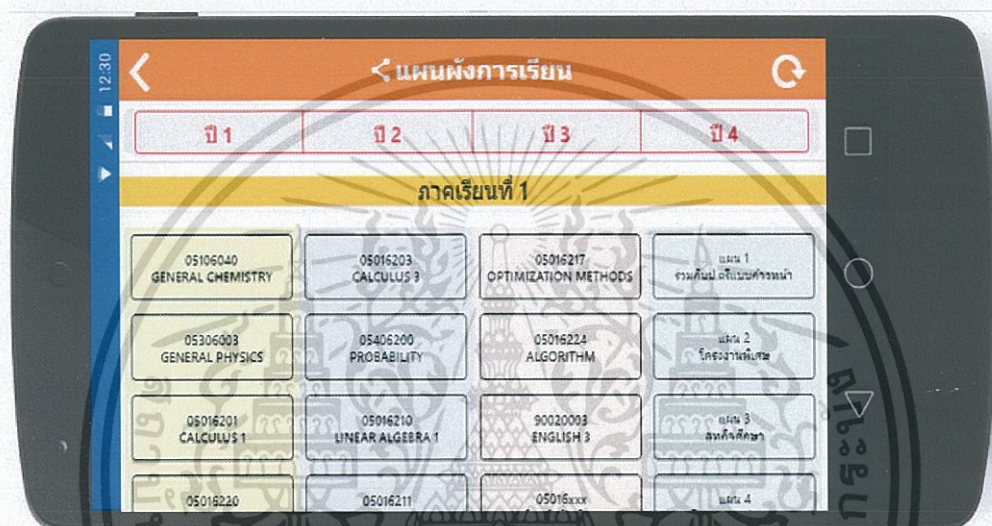 12:30
แผนผังการเรียน
ปี 1 ปี 2 ปี 3 ปี 4
ภาคเรียนที่ 1
05106040 05016203 05016217 แผน 1
GENERAL CHEMISTRY CALCULUS 3 OPTIMIZATION METHODS
05306003 05406200 05016224 แผน 2
GENERAL PHYSICS PROBABILITY ALGORITHM โครงงานพิเศษ
05016201 05016210 90020003 แผน 3
CALCULUS 1 LINEAR ALGEBRA 1 ENGLISH 3 สหกิจศึกษา
05016220 05016211 05016xxx แผน 4